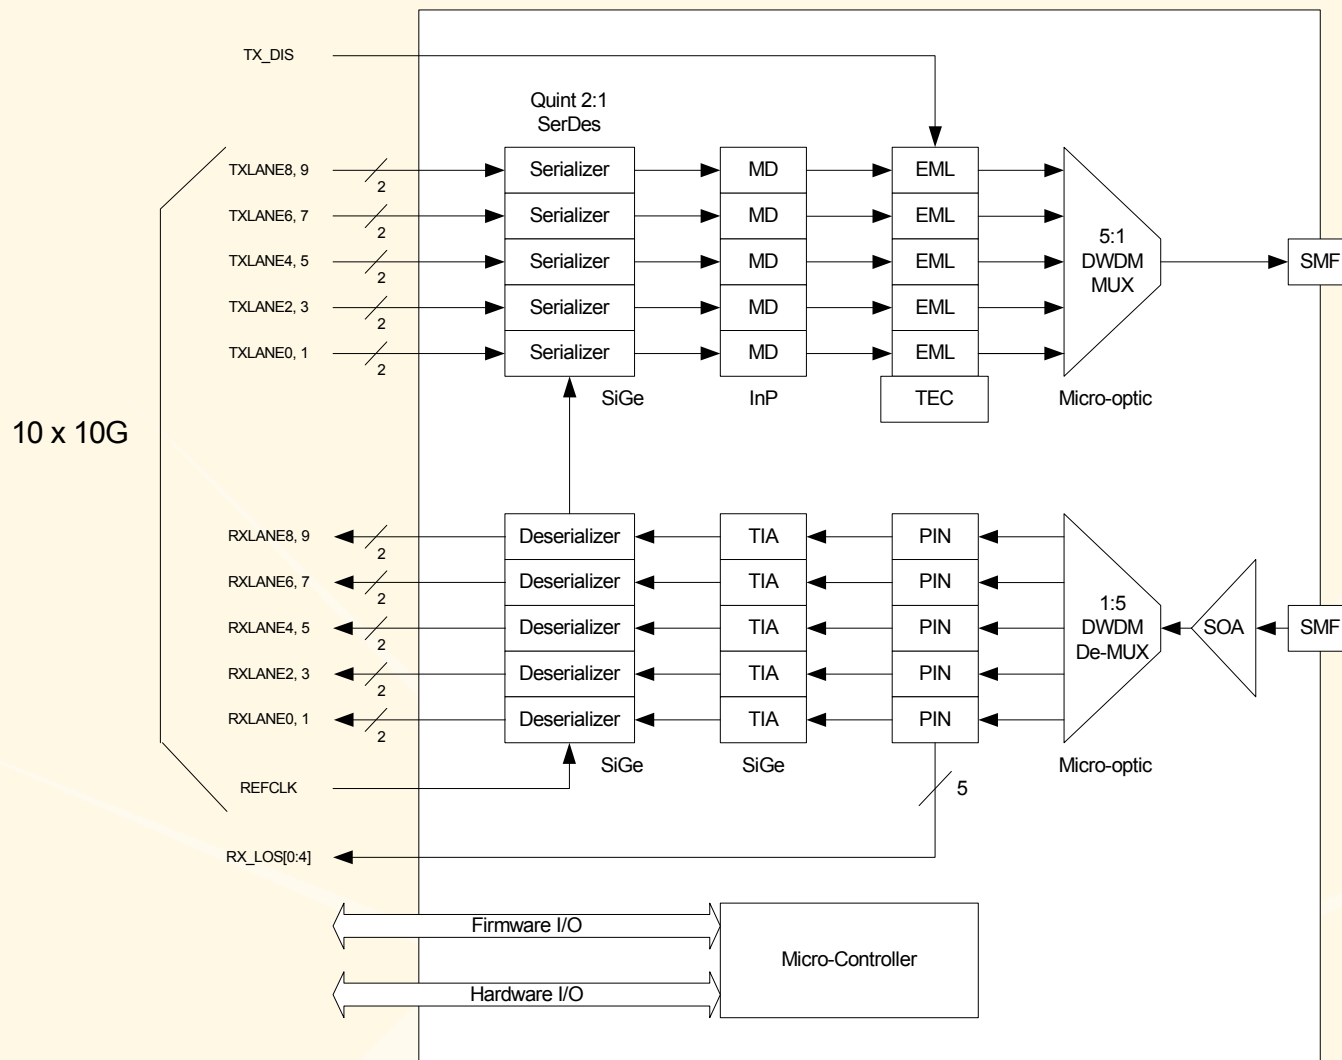 TX_DIS
Quint 2:1
SerDes
TXLANE8, 9
2
Serializer
MD
EML
TXLANE6, 7
2
Serializer
MD
EML
TXLANE4, 5
2
Serializer
MD
EML
TXLANE2, 3
2
Serializer
MD
EML
TXLANE0, 1
2
Serializer
MD
EML
5:1
DWDM
MUX
SMF
SiGe
InP
TEC
Micro-optic
10 x 10G
RXLANE8, 9
2
Deserializer
TIA
PIN
RXLANE6, 7
2
Deserializer
TIA
PIN
RXLANE4, 5
2
Deserializer
TIA
PIN
RXLANE2, 3
2
Deserializer
TIA
PIN
RXLANE0, 1
2
Deserializer
TIA
PIN
1:5
DWDM
De-MUX
SOA
SMF
SiGe
SiGe
Micro-optic
REFCLK
5
RX_LOS[0:4]
Firmware I/O
Micro-Controller
Hardware I/O